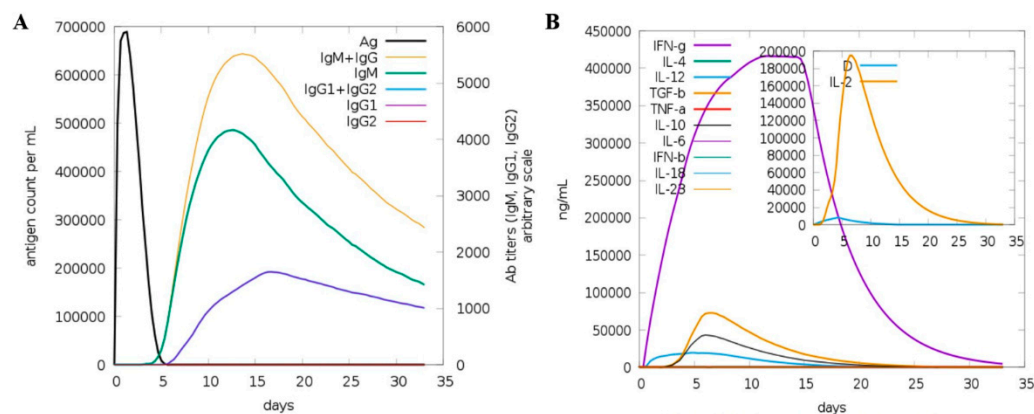 A
700000
600000
500000
400000
300000
200000
100000
0
antigen count per mL
Ag
IgM+IgG
IgM
IgG1+IgG2
IgG1
IgG2
6000
5000
4000
3000
2000
1000
0
Ab titers (IgM, IgG1, IgG2)
arbitrary scale
0 5 10 15 20 25 30 35
days
B
450000
400000
350000
300000
250000
200000
150000
100000
50000
0
ng/mL
IFN-g
IL-4
IL-12
TGF-b
TNF-a
IL-10
IL-6
IFN-b
IL-18
IL-23
200000
180000
160000
140000
120000
100000
80000
60000
40000
20000
0
D
IL-2
0 5 10 15 20 25 30 35
0 5 10 15 20 25 30 35
days